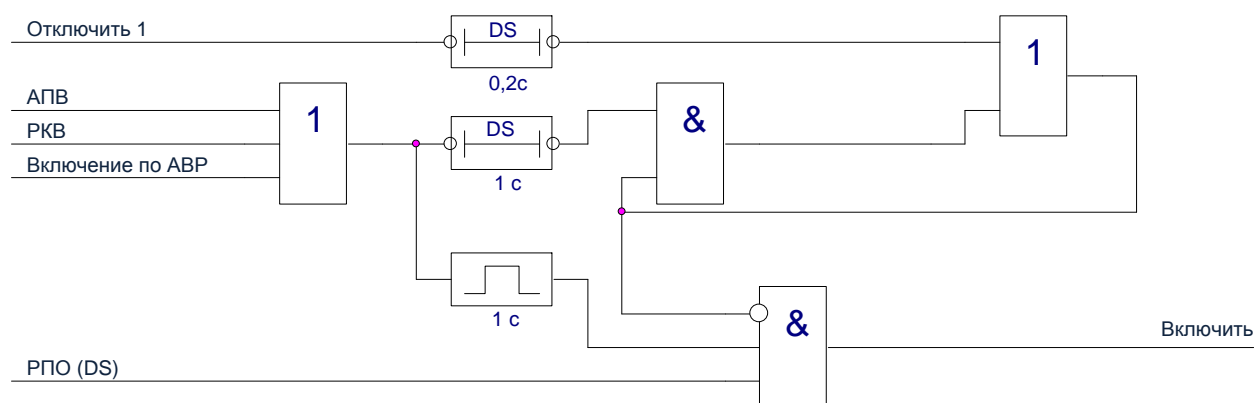 Отключить 1
DS
0,2с
1
АПВ
РКВ
Включение по АВР
1
DS
1 с
&
1 с
&
Включить
РПО (DS)